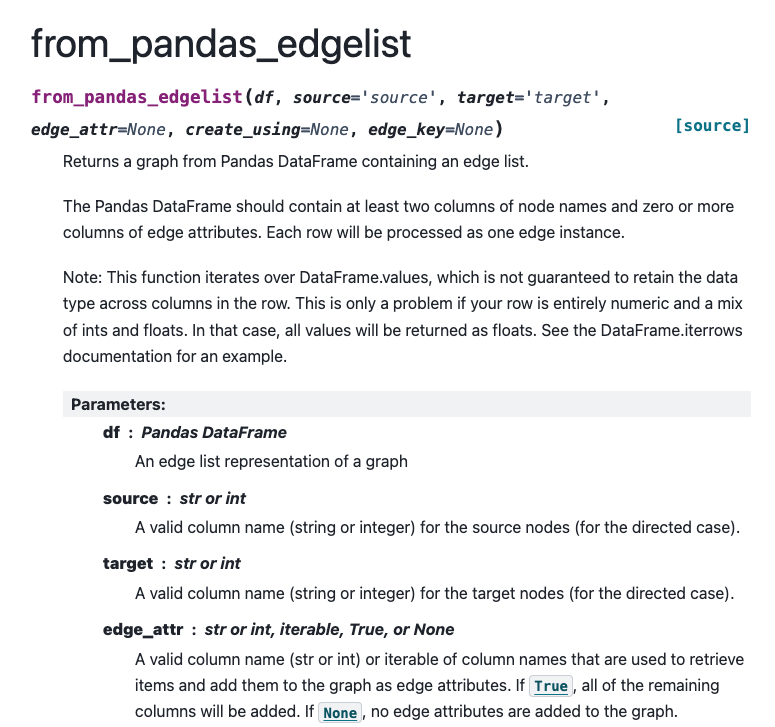 from_pandas_edgelist
from_pandas_edgelist(df, source='source', target='target',
edge_attr=None, create_using=None, edge_key=None)
[source]
Returns a graph from Pandas DataFrame containing an edge list.
The Pandas DataFrame should contain at least two columns of node names and zero or more
columns of edge attributes. Each row will be processed as one edge instance.
Note: This function iterates over DataFrame.values, which is not guaranteed to retain the data
type across columns in the row. This is only a problem if your row is entirely numeric and a mix
of ints and floats. In that case, all values will be returned as floats. See the DataFrame.iterrows
documentation for an example.
Parameters:
df : Pandas DataFrame
An edge list representation of a graph
source : str or int
A valid column name (string or integer) for the source nodes (for the directed case).
target : str or int
A valid column name (string or integer) for the target nodes (for the directed case).
edge_attr : str or int, iterable, True, or None
A valid column name (str or int) or iterable of column names that are used to retrieve
items and add them to the graph as edge attributes. If True, all of the remaining
columns will be added. If None, no edge attributes are added to the graph.